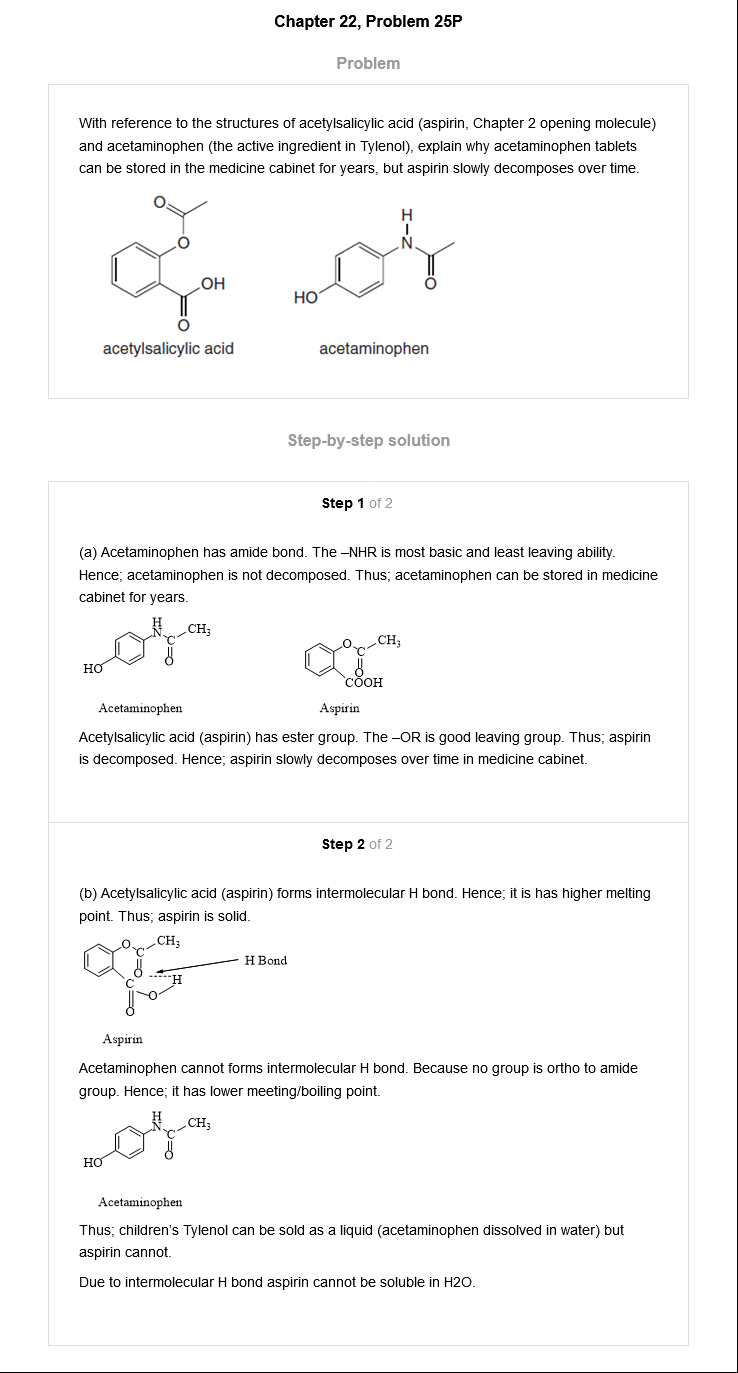 Chapter 22, Problem 25P
Problem
With reference to the structures of acetylsalicylic acid (aspirin, Chapter 2 opening molecule)
and acetaminophen (the active ingredient in Tylenol), explain why acetaminophen tablets
can be stored in the medicine cabinet for years, but aspirin slowly decomposes over time.
O
O
OH
O
acetylsalicylic acid
H
N
O
HO
acetaminophen
Step-by-step solution
Step 1 of 2
(a) Acetaminophen has amide bond. The –NHR is most basic and least leaving ability.
Hence; acetaminophen is not decomposed. Thus; acetaminophen can be stored in medicine
cabinet for years.
H
N
C
CH3
O
HO
Acetaminophen
O
C
CH3
O
COOH
Aspirin
Acetylsalicylic acid (aspirin) has ester group. The –OR is good leaving group. Thus; aspirin
is decomposed. Hence; aspirin slowly decomposes over time in medicine cabinet.
Step 2 of 2
(b) Acetylsalicylic acid (aspirin) forms intermolecular H bond. Hence; it is has higher melting
point. Thus; aspirin is solid.
O
C
CH3
O
H Bond
C
H
O
O
Aspirin
Acetaminophen cannot forms intermolecular H bond. Because no group is ortho to amide
group. Hence; it has lower meeting/boiling point.
H
N
C
CH3
O
HO
Acetaminophen
Thus; children's Tylenol can be sold as a liquid (acetaminophen dissolved in water) but
aspirin cannot.
Due to intermolecular H bond aspirin cannot be soluble in H2O.